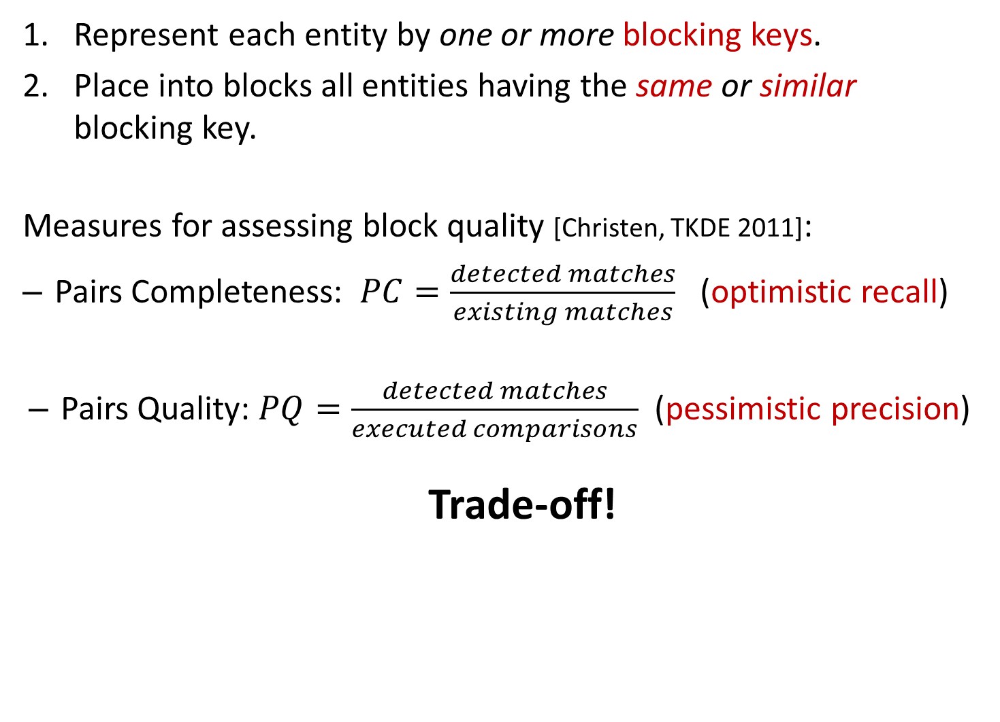 1. Represent each entity by one or more blocking keys.
2. Place into blocks all entities having the same or similar
blocking key.
Measures for assessing block quality [Christen, TKDE 2011]:
– Pairs Completeness: PC = detected matches / existing matches (optimistic recall)
– Pairs Quality: PQ = detected matches / executed comparisons (pessimistic precision)
Trade-off!